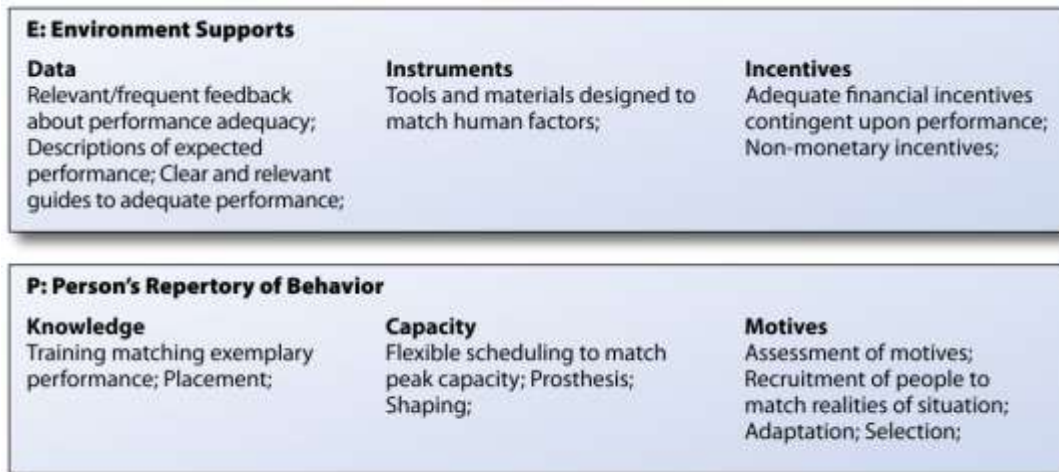 E: Environment Supports
Data
Relevant/frequent feedback
about performance adequacy;
Descriptions of expected
performance; Clear and relevant
guides to adequate performance;
Instruments
Tools and materials designed to
match human factors;
Incentives
Adequate financial incentives
contingent upon performance;
Non-monetary incentives;
P: Person's Repertory of Behavior
Knowledge
Training matching exemplary
performance; Placement;
Capacity
Flexible scheduling to match
peak capacity; Prosthesis;
Shaping;
Motives
Assessment of motives;
Recruitment of people to
match realities of situation;
Adaptation; Selection;